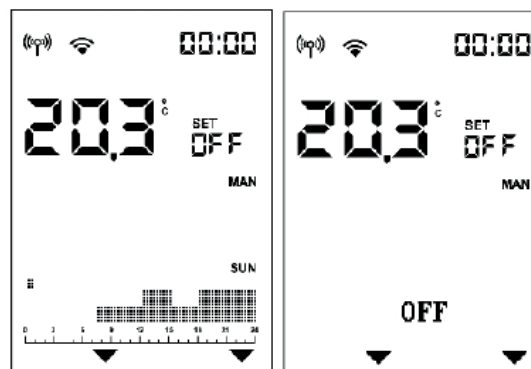 00:00
20,3 °C
SET
OFF
MAN
SUN
0 3 6 9 12 15 18 21 24
00:00
20,3 °C
SET
OFF
MAN
OFF